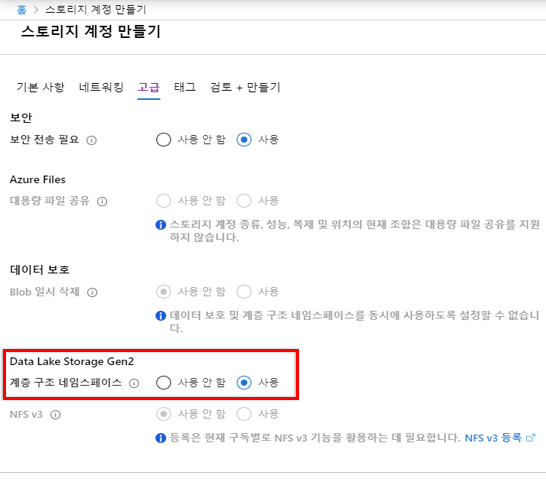 홈 > 스토리지 계정 만들기
스토리지 계정 만들기
기본 사항 네트워킹 고급 태그 검토 + 만들기
보안
보안 전송 필요 사용 안 함 사용
Azure Files
대용량 파일 공유 사용 안 함 사용
스토리지 계정 종류, 성능, 복제 및 위치의 현재 조합은 대용량 파일 공유를 지원
하지 않습니다.
데이터 보호
Blob 일시 삭제 사용 안 함 사용
데이터 보호 및 계층 구조 네임스페이스를 동시에 사용하도록 설정할 수 없습니
다.
Data Lake Storage Gen2
계층 구조 네임스페이스 사용 안 함 사용
NFS v3 사용 안 함 사용
등록은 현재 구독별로 NFS v3 기능을 활용하는 데 필요합니다. NFS v3 등록